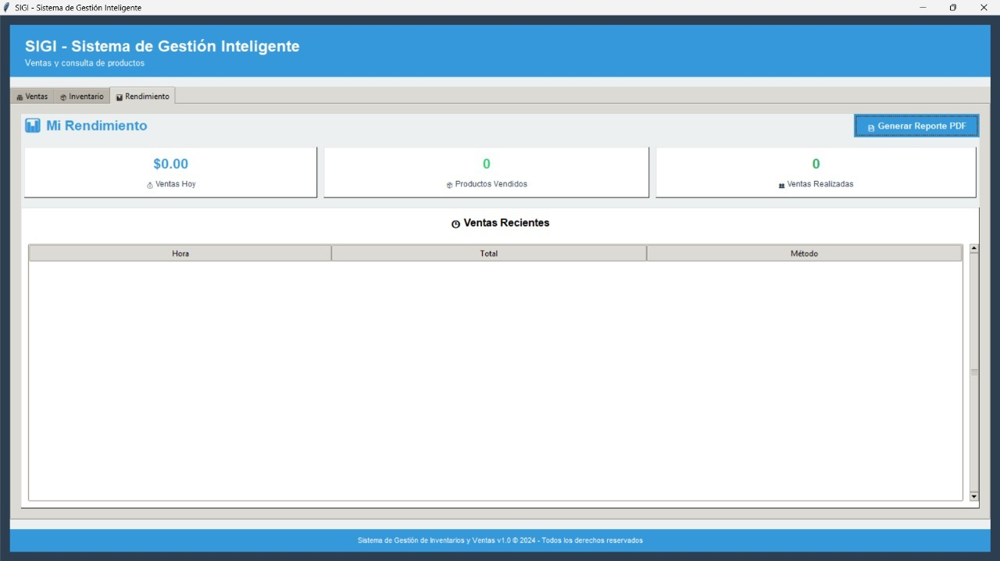 SIGI - Sistema de Gestión Inteligente
SIGI - Sistema de Gestión Inteligente
Ventas y consulta de productos
Ventas Inventario Rendimiento
Mi Rendimiento Generar Reporte PDF
$0.00 0 0
Ventas Hoy Productos Vendidos Ventas Realizadas
Ventas Recientes
Hora Total Método
Sistema de Gestión de Inventarios y Ventas v1.0 © 2024 - Todos los derechos reservados